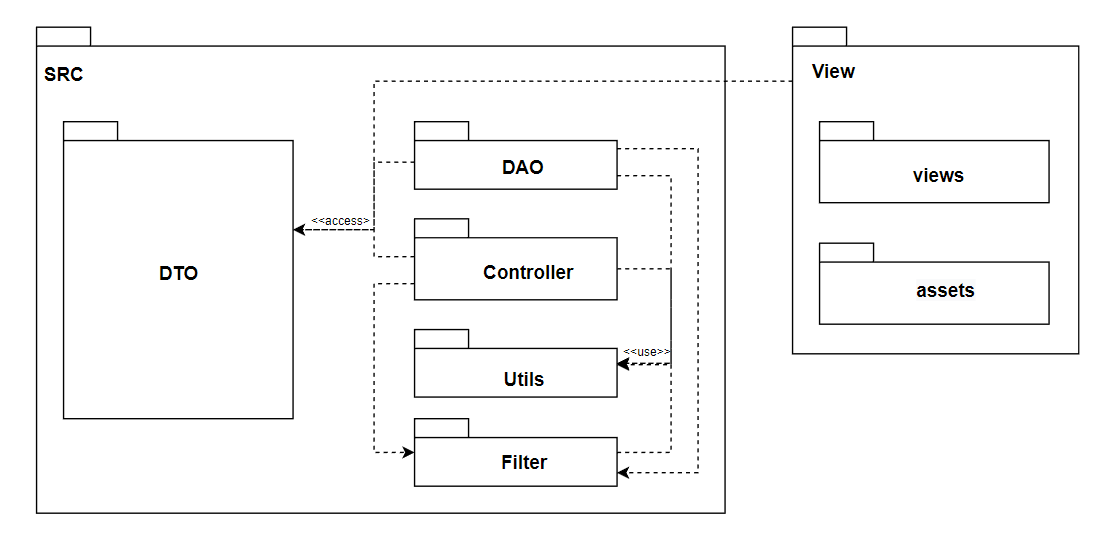 SRC
View
DAO
views
<<access>
DTO
Controller
assets
<<use>>
Utils
Filter